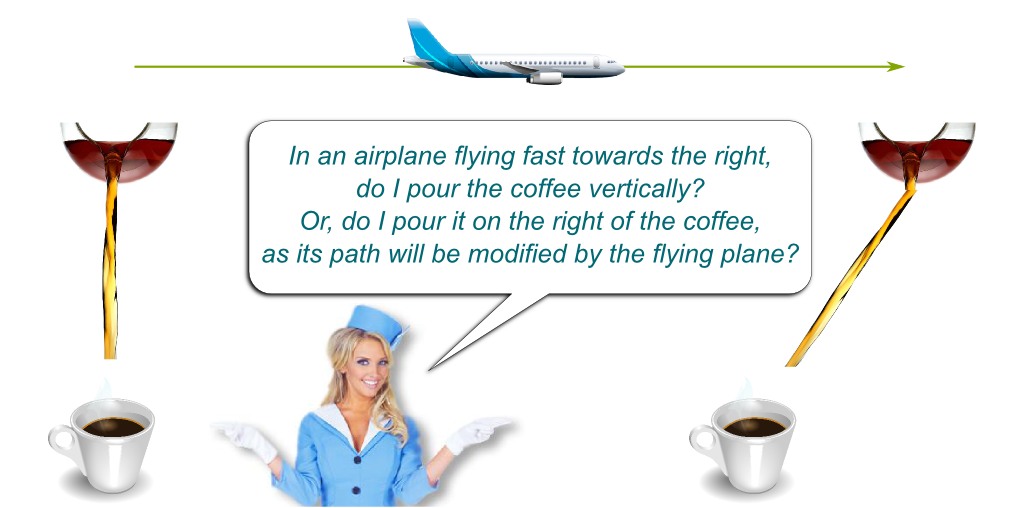 In an airplane flying fast towards the right,
do I pour the coffee vertically?
Or, do I pour it on the right of the coffee,
as its path will be modified by the flying plane?